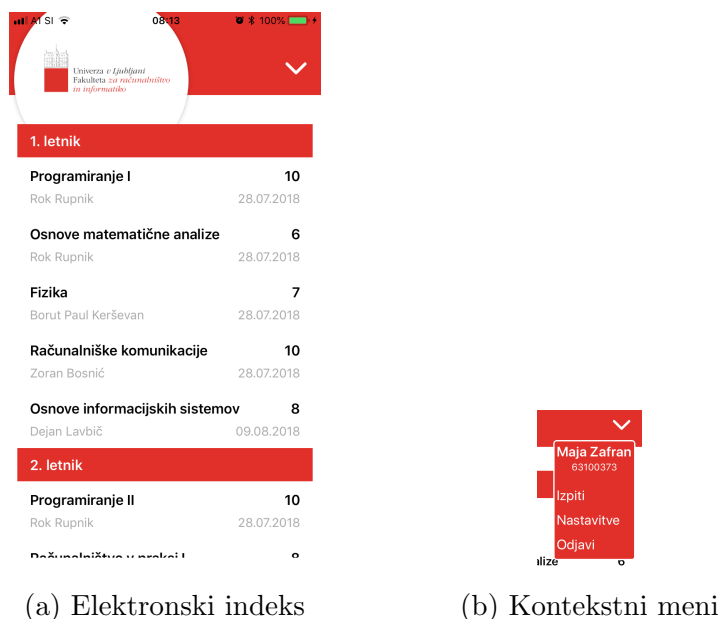 A1 SI 08:13 100%
Univerza v Ljubljani
Fakulteta za računalništvo
in informatiko
1. letnik
Programiranje I 10
Rok Rupnik 28.07.2018
Osnove matematične analize 6
Rok Rupnik 28.07.2018
Fizika 7
Borut Paul Kerševan 28.07.2018
Računalniške komunikacije 10
Zoran Bosnić 28.07.2018
Osnove informacijskih sistemov 8
Dejan Lavbič 09.08.2018
2. letnik
Programiranje II 10
Rok Rupnik 28.07.2018
Računalništvo v praksi I 8
(a) Elektronski indeks
Maja Zafran
63100373
Izpiti
Nastavitve
Odjavi
alize 6
(b) Kontekstni meni